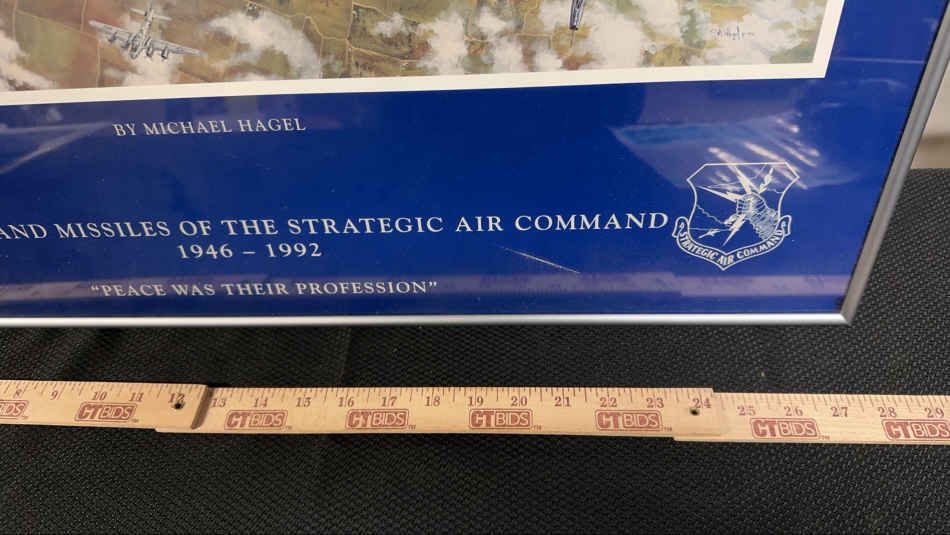 BY MICHAEL HAGEL
AND MISSILES OF THE STRATEGIC AIR COMMAND
1946 – 1992
"PEACE WAS THEIR PROFESSION"
STRATEGIC AIR COMMAND
8 9 10 11 12 13 14 15 16 17 18 19 20 21 22 23 24 25 26 27 28 29
CTBIDS CTBIDS CTBIDS CTBIDS CTBIDS CTBIDS CTBIDS CTBIDS